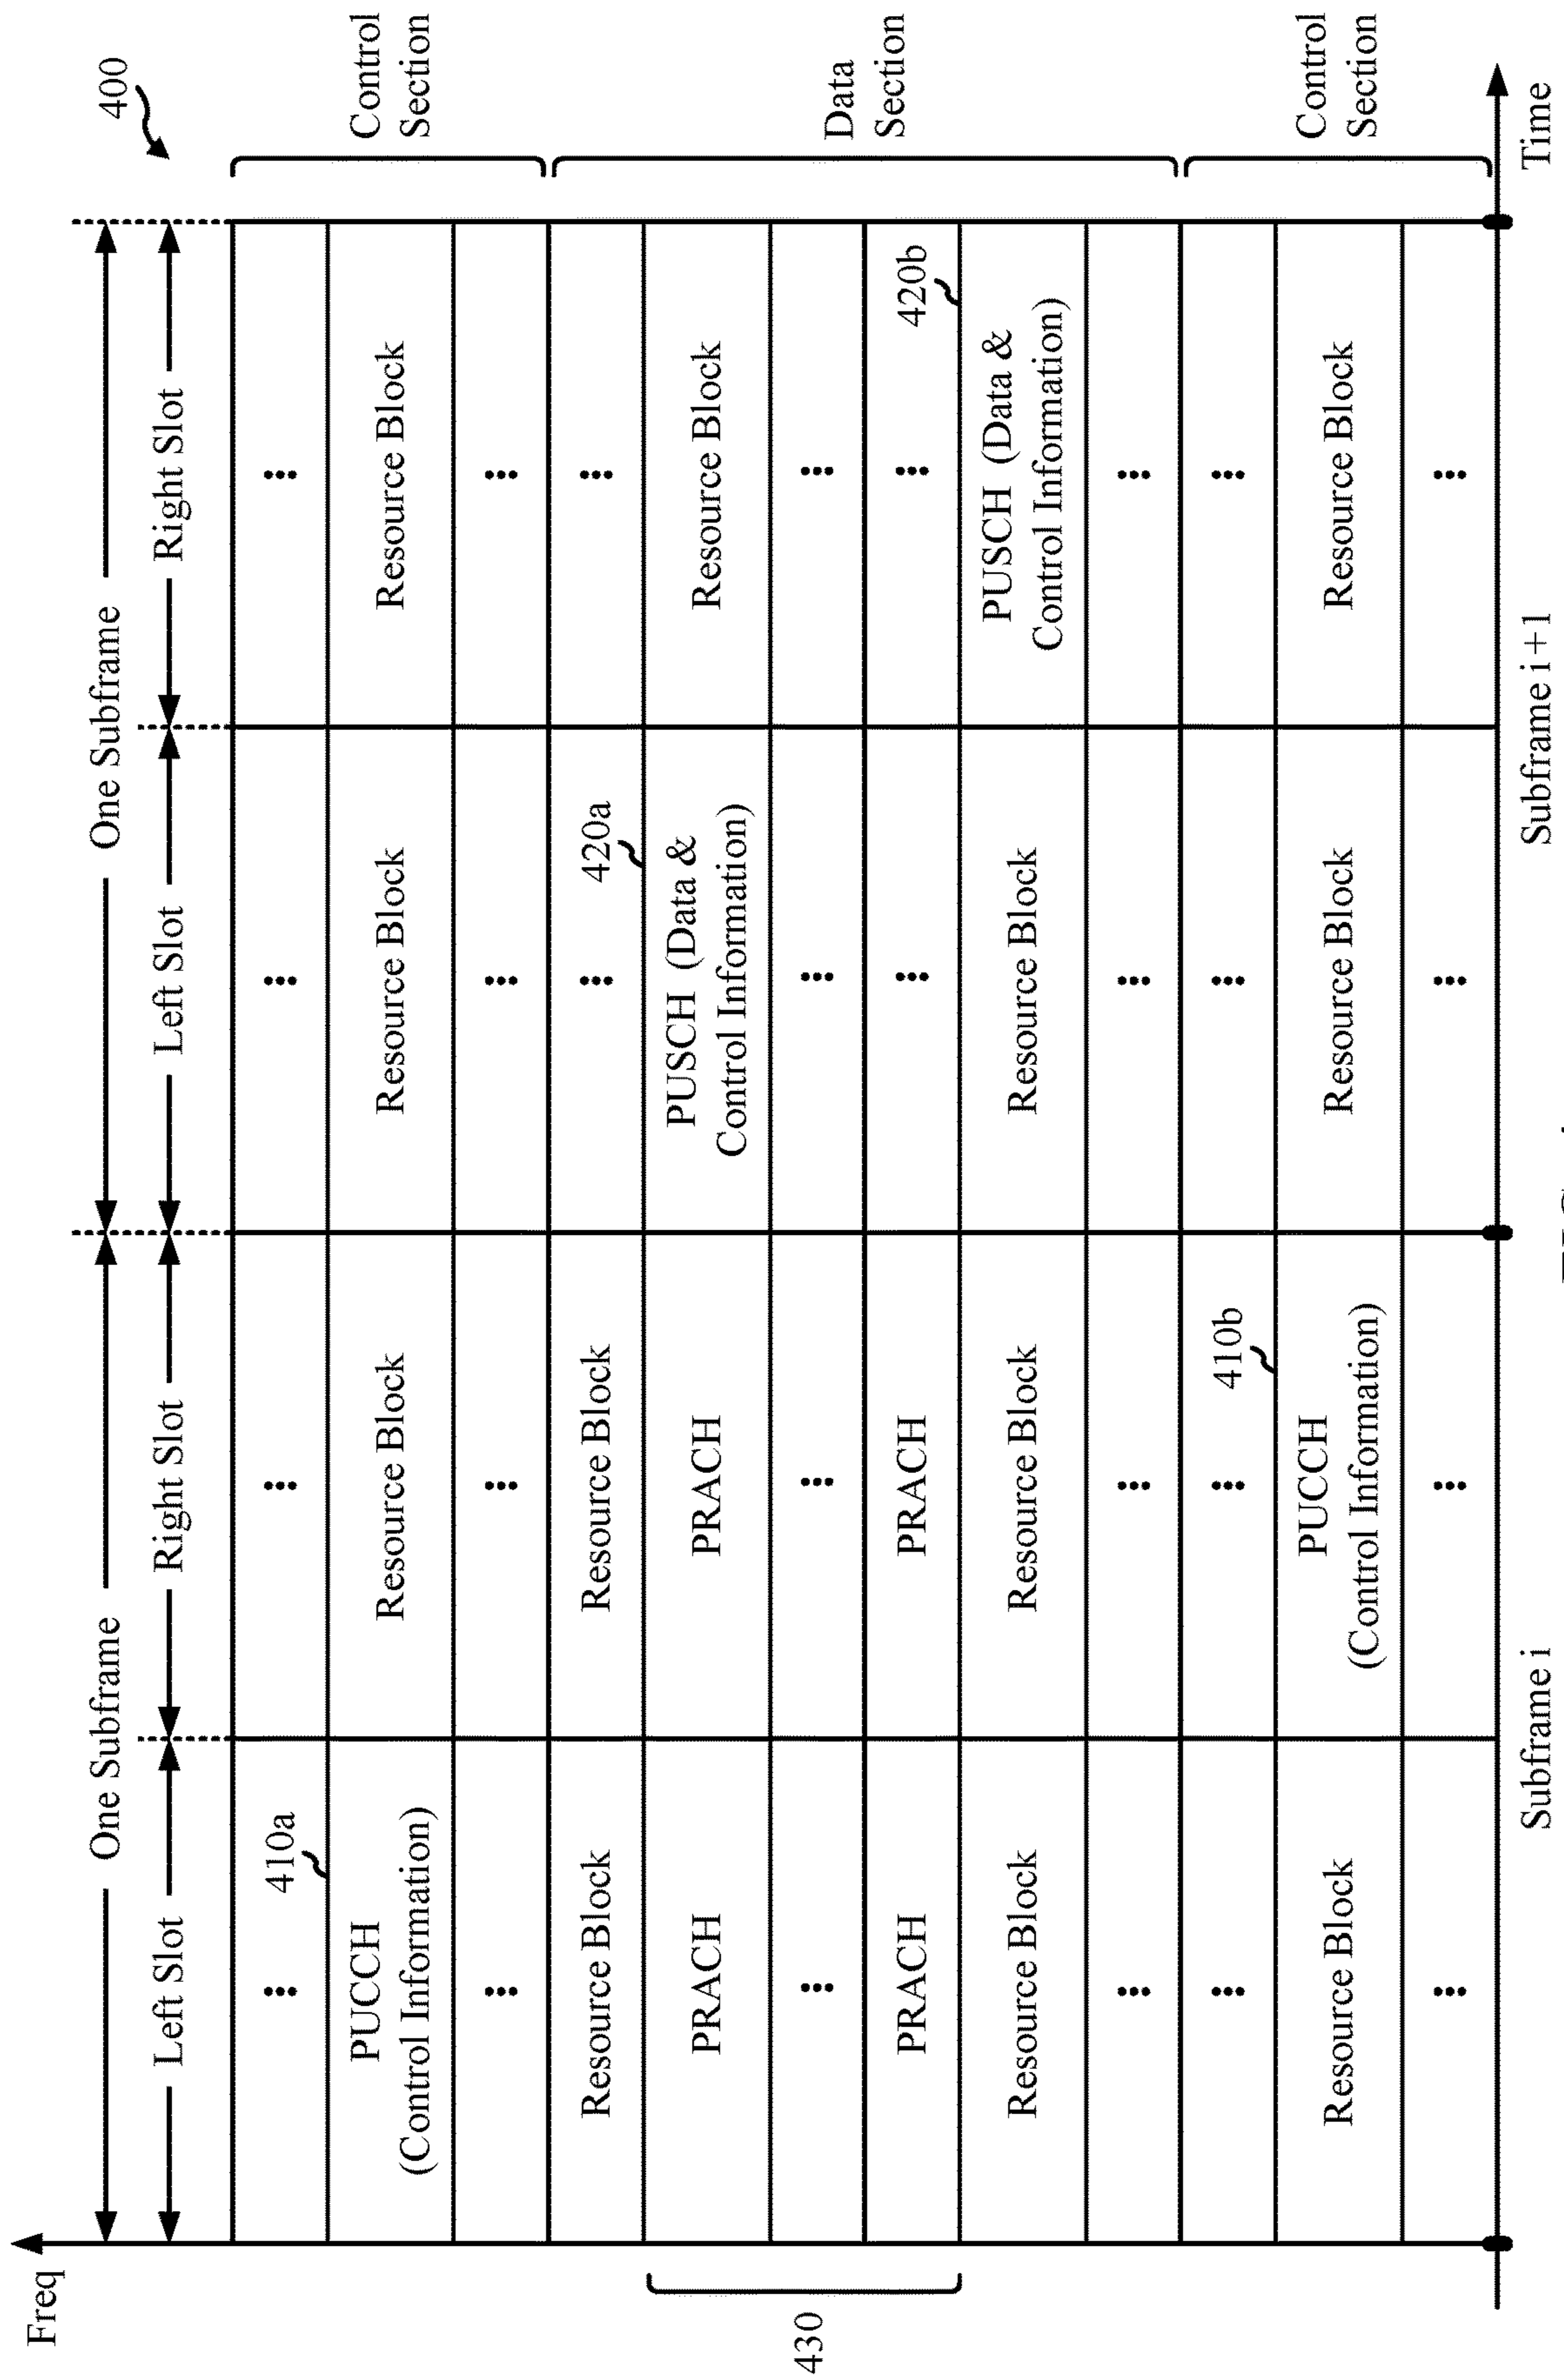 Freq
400
One Subframe
One Subframe
Left Slot
Right Slot
Left Slot
Right Slot
410a
⋮
⋮
⋮
⋮
Control
Section
PUCCH
(Control Information)
Resource Block
Resource Block
Resource Block
⋮
⋮
⋮
⋮
420a
Resource Block
Resource Block
⋮
⋮
430
PRACH
PRACH
PUSCH (Data &
Control Information)
Resource Block
⋮
⋮
⋮
⋮
Data
Section
420b
PRACH
PRACH
⋮
⋮
Resource Block
Resource Block
Resource Block
PUSCH (Data &
Control Information)
⋮
⋮
⋮
⋮
410b
⋮
⋮
⋮
⋮
Control
Section
Resource Block
PUCCH
(Control Information)
Resource Block
Resource Block
⋮
⋮
⋮
⋮
Subframe i
Subframe i+1
Time